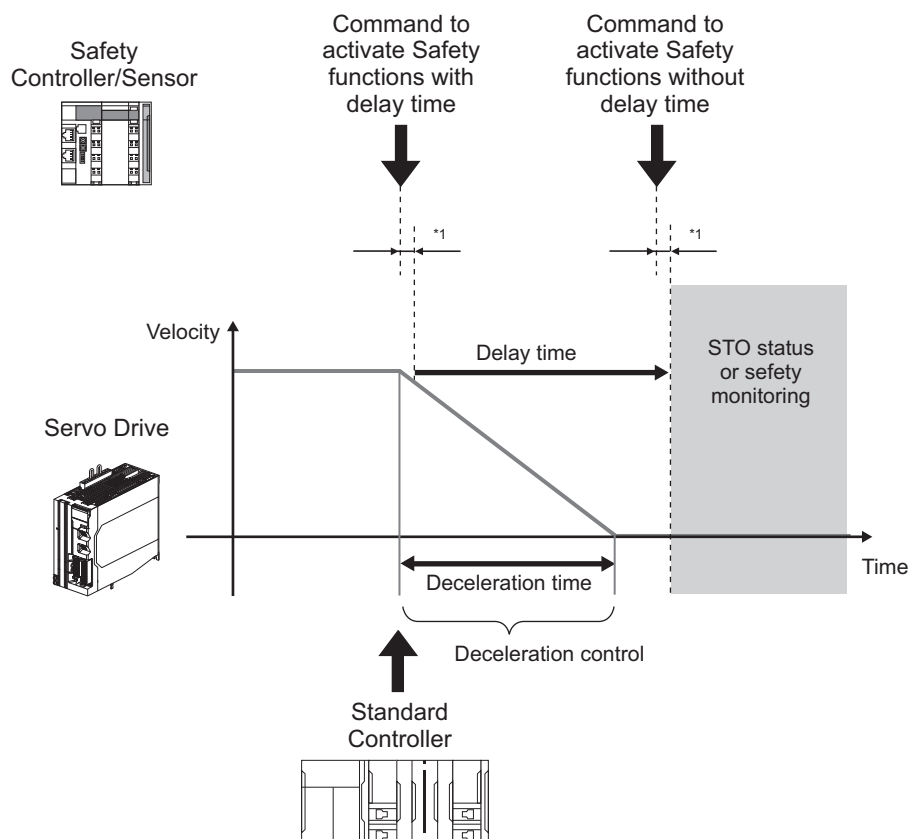 Safety
Controller/Sensor
Command to
activate Safety
functions with
delay time
Command to
activate Safety
functions without
delay time
*1
*1
Velocity
Delay time
STO status
or sefety
monitoring
Servo Drive
Time
Deceleration time
Deceleration control
Standard
Controller